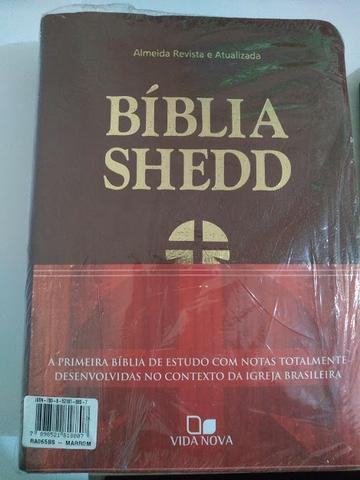 Almeida Revista e Atualizada
BÍBLIA
SHEDD
A PRIMEIRA BÍBLIA DE ESTUDO COM NOTAS TOTALMENTE
DESENVOLVIDAS NO CONTEXTO DA IGREJA BRASILEIRA
VIDA NOVA
RA065BS - MARROM